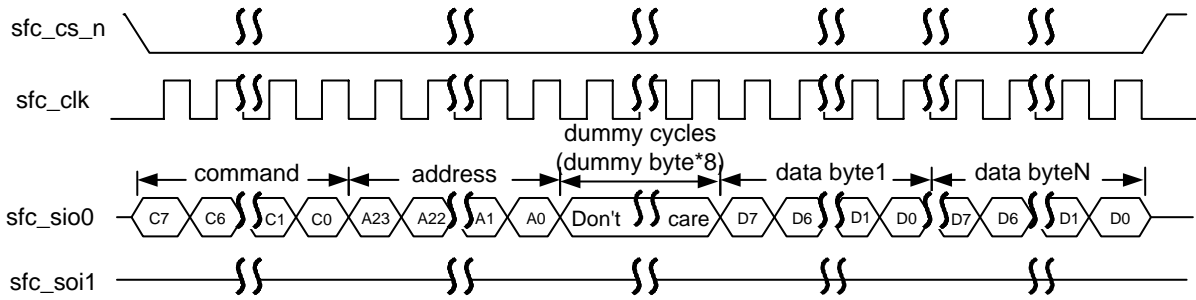 sfc_cs_n
sfc_clk
dummy cycles
(dummy byte*8)
command address data byte1 data byteN
sfc_sio0 C7 C6 C1 C0 A23 A22 A1 A0 Don't care D7 D6 D1 D0 D7 D6 D1 D0
sfc_soi1